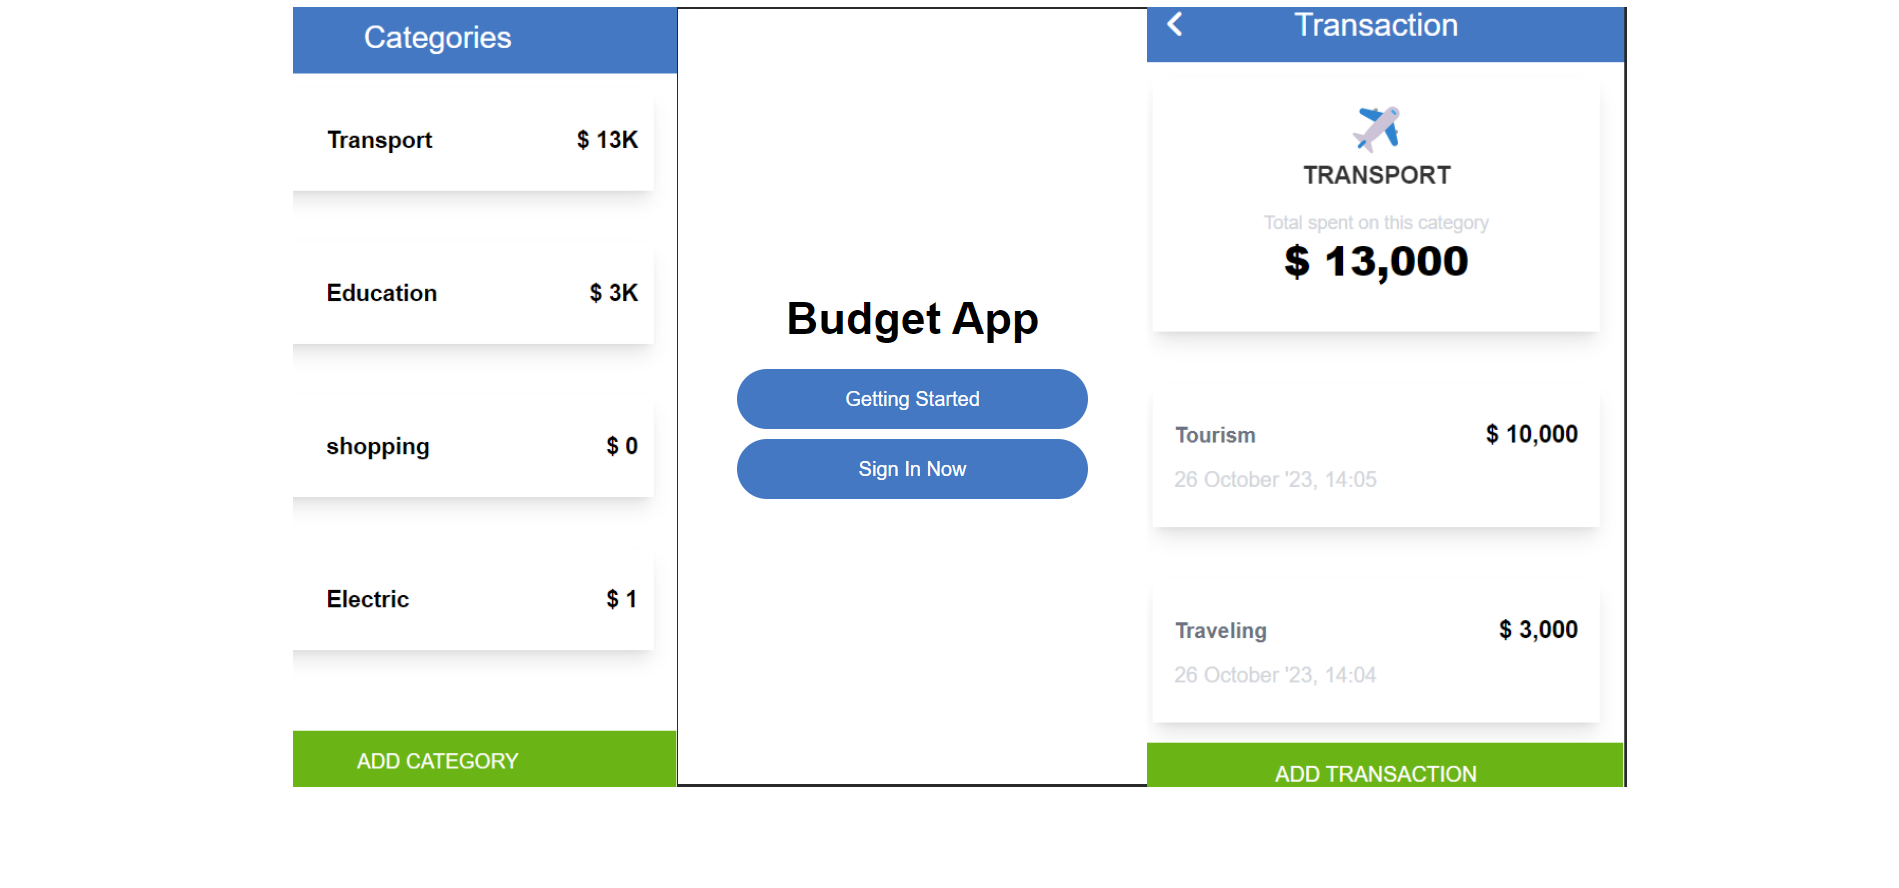 Categories
Transport $ 13K
Education $ 3K
shopping $ 0
Electric $ 1
ADD CATEGORY
Budget App
Getting Started
Sign In Now
Transaction
TRANSPORT
Total spent on this category
$ 13,000
Tourism $ 10,000
26 October '23, 14:05
Traveling $ 3,000
26 October '23, 14:04
ADD TRANSACTION